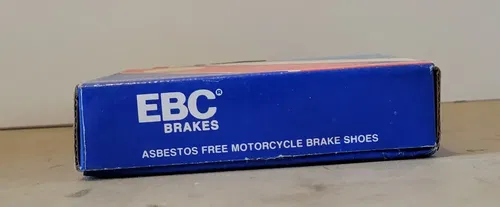 EBC®
BRAKES
ASBESTOS FREE MOTORCYCLE BRAKE SHOES